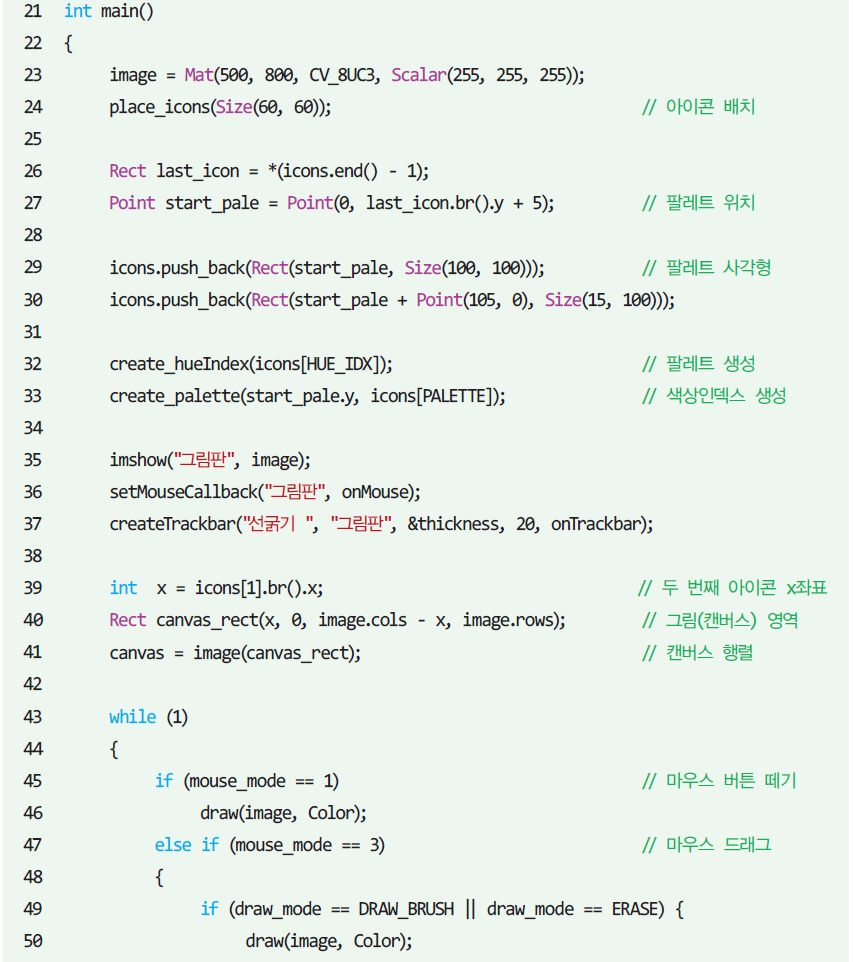 21 int main()
22 {
23 image = Mat(500, 800, CV_8UC3, Scalar(255, 255, 255));
24 place_icons(Size(60, 60)); // 아이콘 배치
25
26 Rect last_icon = *(icons.end() - 1);
27 Point start_pale = Point(0, last_icon.br().y + 5); // 팔레트 위치
28
29 icons.push_back(Rect(start_pale, Size(100, 100))); // 팔레트 사각형
30 icons.push_back(Rect(start_pale + Point(105, 0), Size(15, 100)));
31
32 create_hueIndex(icons[HUE_IDX]); // 팔레트 생성
33 create_palette(start_pale.y, icons[PALETTE]); // 색상인덱스 생성
34
35 imshow("그림판", image);
36 setMouseCallback("그림판", onMouse);
37 createTrackbar("선굵기 ", "그림판", &thickness, 20, onTrackbar);
38
39 int x = icons[1].br().x; // 두 번째 아이콘 x좌표
40 Rect canvas_rect(x, 0, image.cols - x, image.rows); // 그림(캔버스) 영역
41 canvas = image(canvas_rect); // 캔버스 행렬
42
43 while (1)
44 {
45 if (mouse_mode == 1) // 마우스 버튼 떼기
46 draw(image, Color);
47 else if (mouse_mode == 3) // 마우스 드래그
48 {
49 if (draw_mode == DRAW_BRUSH || draw_mode == ERASE) {
50 draw(image, Color);